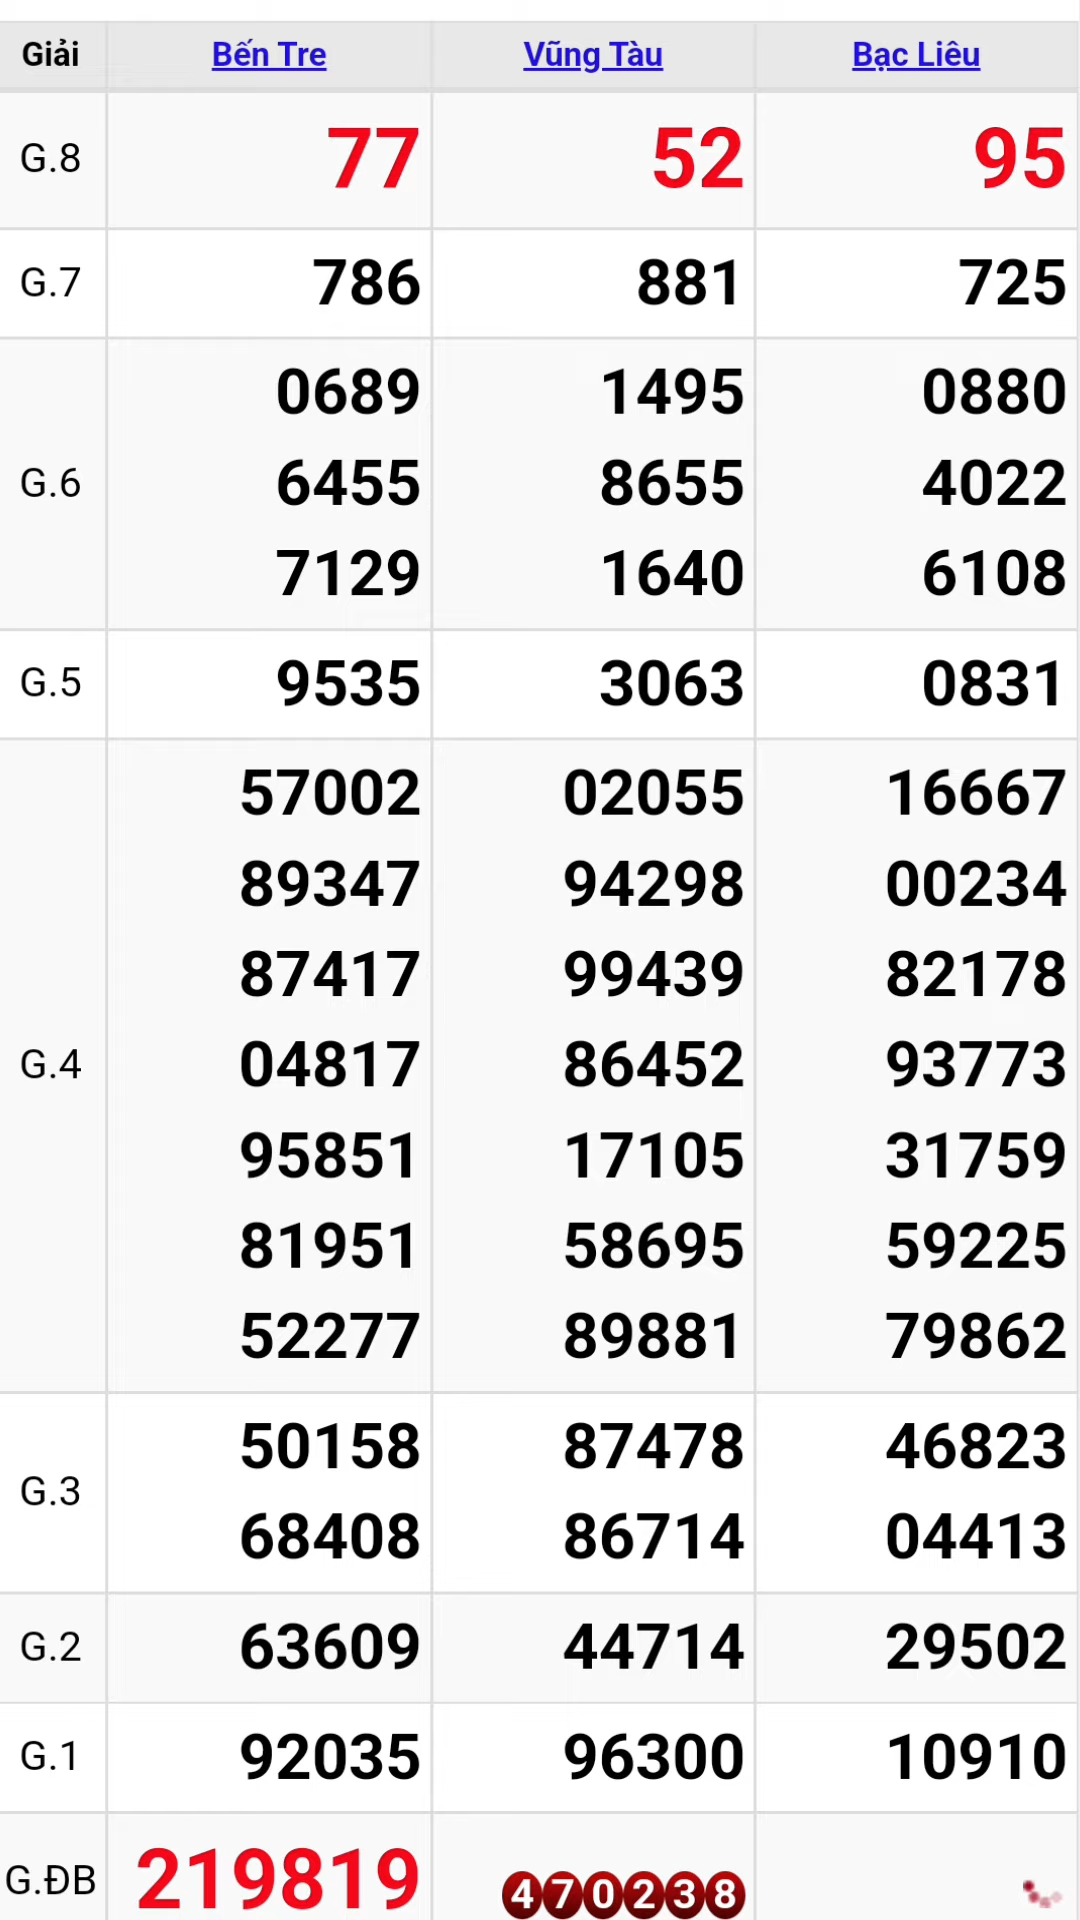 Giải Bến Tre Vũng Tàu Bạc Liêu
G.8 77 52 95
G.7 786 881 725
0689 1495 0880
G.6 6455 8655 4022
7129 1640 6108
G.5 9535 3063 0831
57002 02055 16667
89347 94298 00234
87417 99439 82178
G.4 04817 86452 93773
95851 17105 31759
81951 58695 59225
52277 89881 79862
50158 87478 46823
G.3
68408 86714 04413
G.2 63609 44714 29502
G.1 92035 96300 10910
G.ĐB 219819 470238